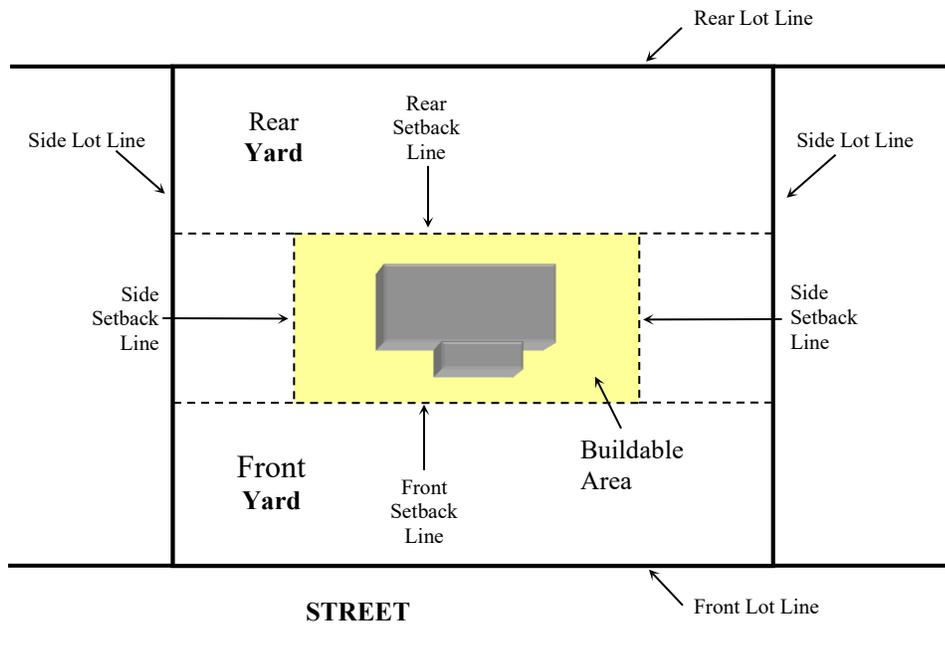 Rear Lot Line
Rear
Yard
Rear
Setback
Line
Side Lot Line
Side Lot Line
Side
Setback
Line
Side
Setback
Line
Buildable
Area
Front
Yard
Front
Setback
Line
STREET
Front Lot Line